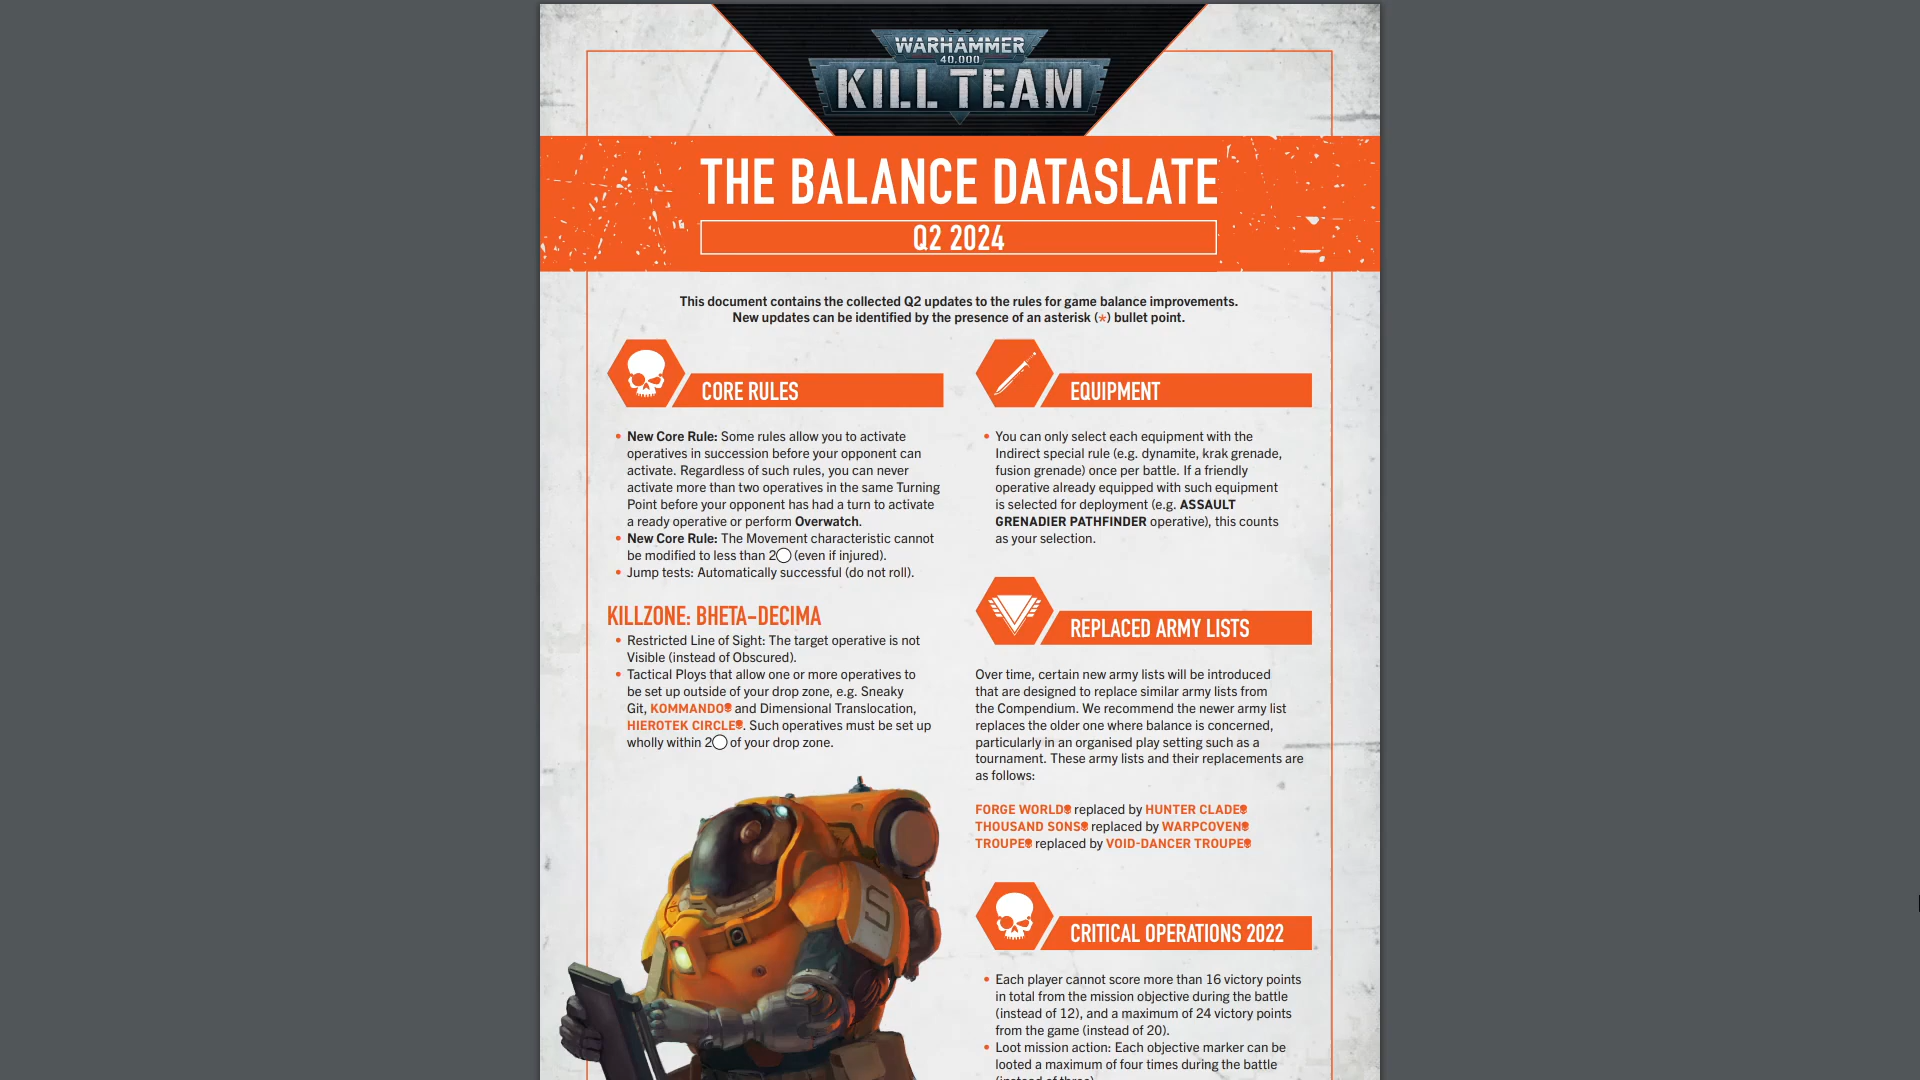 WARHAMMER
40,000
KILL TEAM
THE BALANCE DATASLATE
Q2 2024
This document contains the collected Q2 updates to the rules for game balance improvements.
New updates can be identified by the presence of an asterisk (*) bullet point.
CORE RULES
• New Core Rule: Some rules allow you to activate
operatives in succession before your opponent can
activate. Regardless of such rules, you can never
activate more than two operatives in the same Turning
Point before your opponent has had a turn to activate
a ready operative or perform Overwatch.
• New Core Rule: The Movement characteristic cannot
be modified to less than 2◯ (even if injured).
• Jump tests: Automatically successful (do not roll).
KILLZONE: BHETA-DECIMA
• Restricted Line of Sight: The target operative is not
Visible (instead of Obscured).
• Tactical Ploys that allow one or more operatives to
be set up outside of your drop zone, e.g. Sneaky
Git, KOMMANDO and Dimensional Translocation,
HIEROTEK CIRCLE. Such operatives must be set up
wholly within 2◯ of your drop zone.
EQUIPMENT
• You can only select each equipment with the
Indirect special rule (e.g. dynamite, krak grenade,
fusion grenade) once per battle. If a friendly
operative already equipped with such equipment
is selected for deployment (e.g. ASSAULT
GRENADIER PATHFINDER operative), this counts
as your selection.
REPLACED ARMY LISTS
Over time, certain new army lists will be introduced
that are designed to replace similar army lists from
the Compendium. We recommend the newer army list
replaces the older one where balance is concerned,
particularly in an organised play setting such as a
tournament. These army lists and their replacements are
as follows:
FORGE WORLD replaced by HUNTER CLADE
THOUSAND SONS replaced by WARPCOVEN
TROUPE replaced by VOID-DANCER TROUPE
CRITICAL OPERATIONS 2022
• Each player cannot score more than 16 victory points
in total from the mission objective during the battle
(instead of 12), and a maximum of 24 victory points
from the game (instead of 20).
• Loot mission action: Each objective marker can be
looted a maximum of four times during the battle
(instead of three).